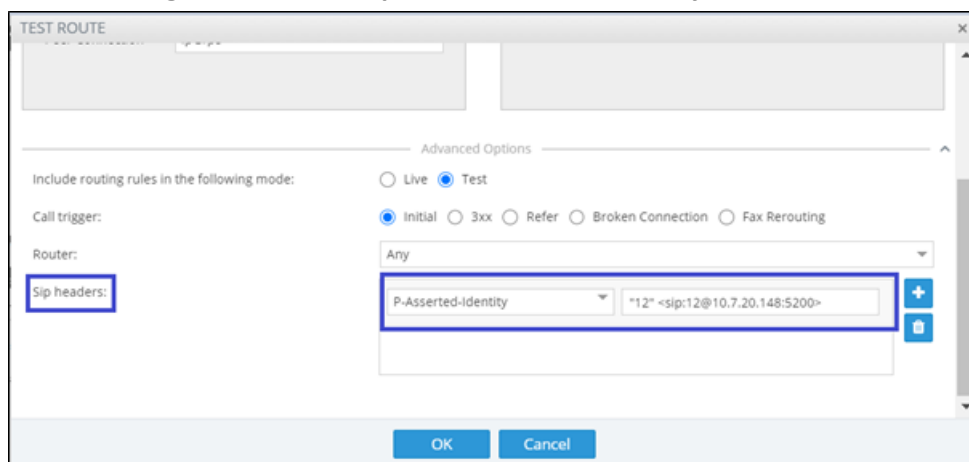 TEST ROUTE
Advanced Options
Include routing rules in the following mode: Live Test
Call trigger: Initial 3xx Refer Broken Connection Fax Rerouting
Router: Any
Sip headers: P-Asserted-Identity "12" <sip:12@10.7.20.148:5200>
OK Cancel